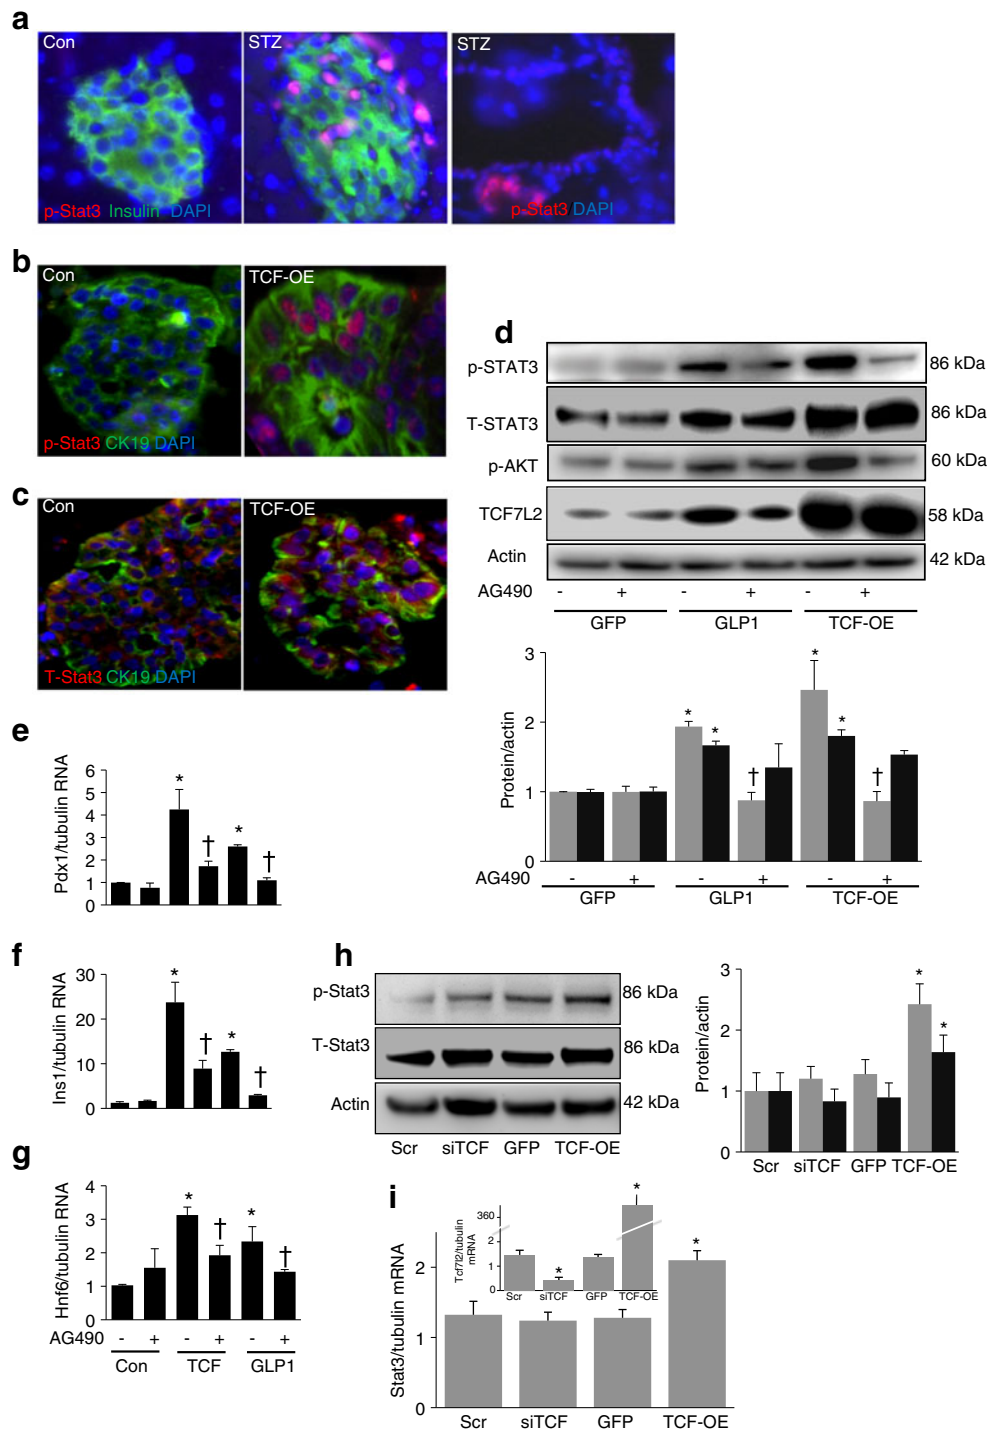 a
Con
STZ
STZ
p-Stat3 Insulin DAPI
p-Stat3/DAPI
b
Con
TCF-OE
p-Stat3 CK19 DAPI
c
Con
TCF-OE
T-Stat3 CK19 DAPI
d
p-STAT3
86 kDa
T-STAT3
86 kDa
p-AKT
60 kDa
TCF7L2
58 kDa
Actin
42 kDa
AG490 - + - + - +
GFP GLP1 TCF-OE
Protein/actin
3
2
1
0
* * * * † †
AG490 - + - + - +
GFP GLP1 TCF-OE
e
Pdx1/tubulin RNA
6
5
4
3
2
1
0
* † * †
f
Ins1/tubulin RNA
30
20
10
0
* † * †
g
Hnf6/tubulin RNA
4
3
2
1
0
* † * †
AG490 - + - + - +
Con TCF GLP1
h
p-Stat3
86 kDa
T-Stat3
86 kDa
Actin
42 kDa
Scr siTCF GFP TCF-OE
Protein/actin
3
2
1
0
* *
Scr siTCF GFP TCF-OE
i
Stat3/tubulin mRNA
2
1
0
*
Scr siTCF GFP TCF-OE
Tcf7l2/tubulin
mRNA
360
2
1
0
* *
Scr siTCF GFP TCF-OE